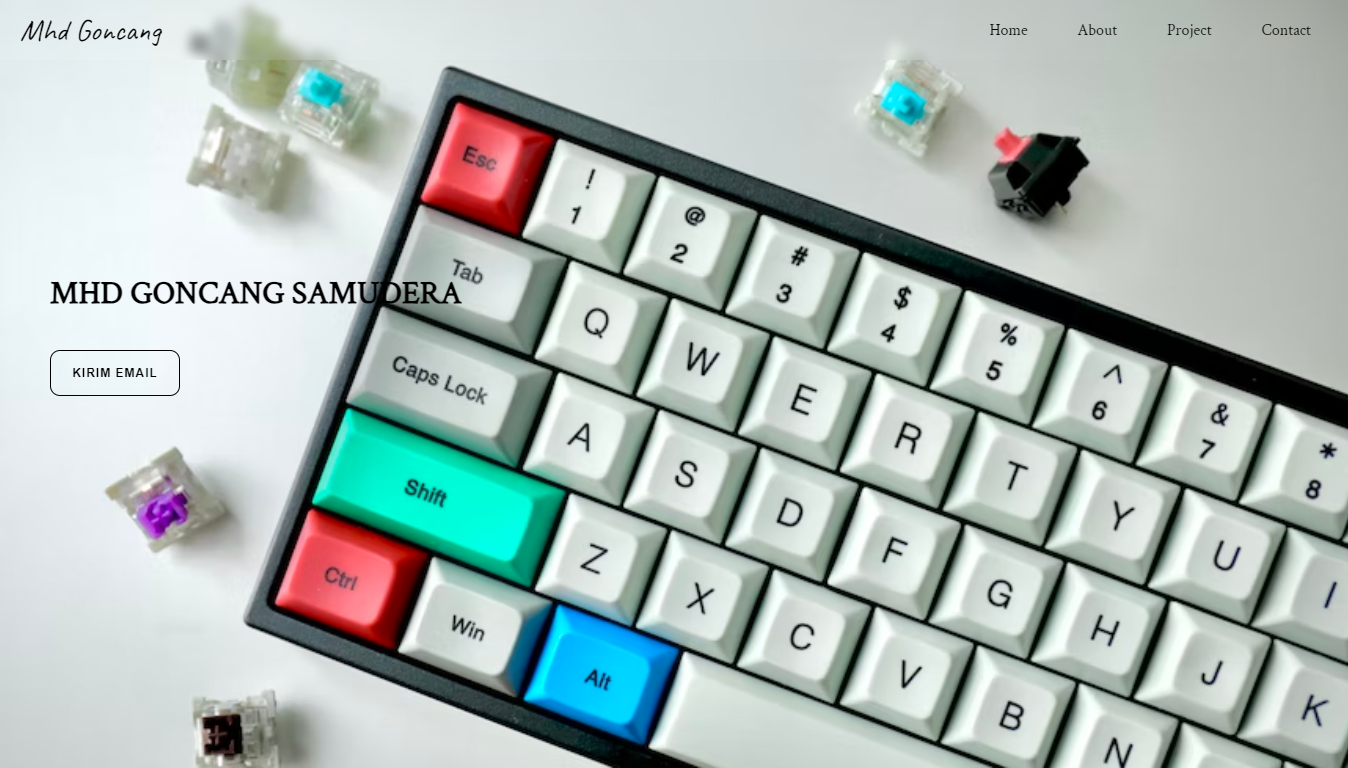 Mhd Goncang
Home About Project Contact
MHD GONCANG SAMUDERA
KIRIM EMAIL
Esc
!
1
@
2
#
3
$
4
%
5
^
6
&
7
*
8
Tab
Q
W
E
R
T
Y
U
I
Caps Lock
A
S
D
F
G
H
J
K
Shift
Z
X
C
V
B
N
Ctrl
Win
Alt